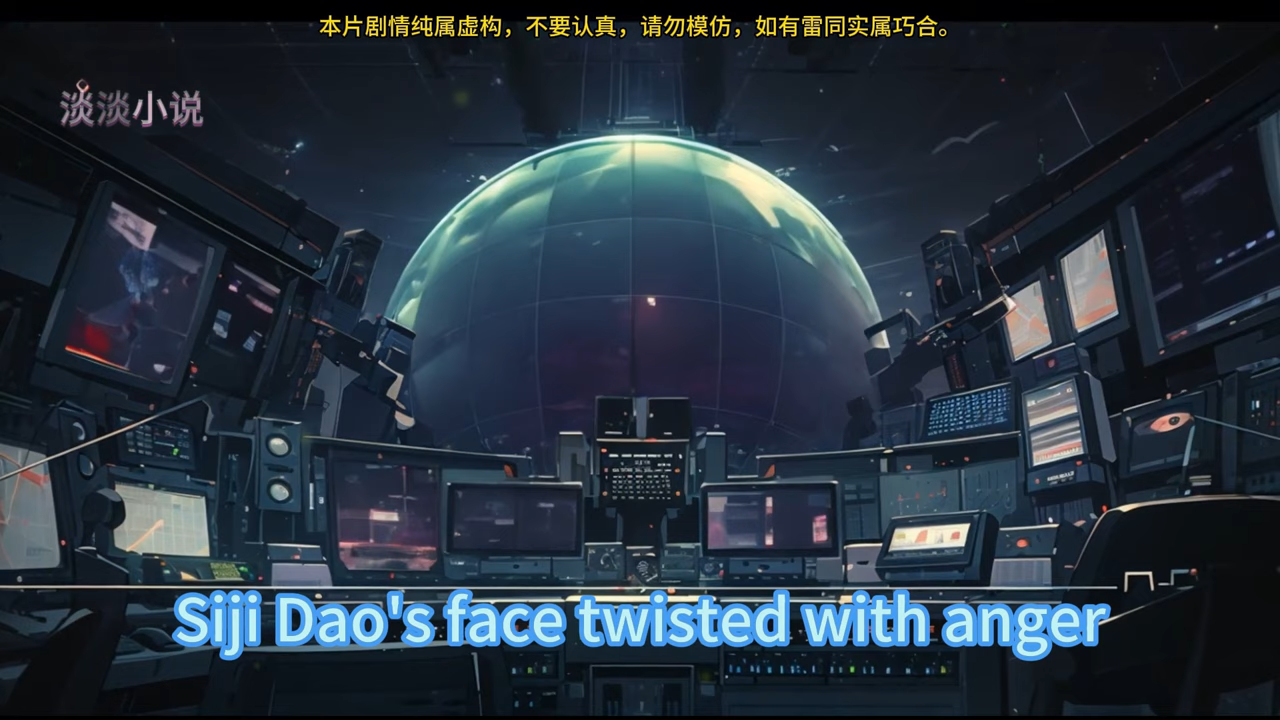 本片剧情纯属虚构，不要认真，请勿模仿，如有雷同实属巧合。
淡淡小说
Siji Dao's face twisted with anger